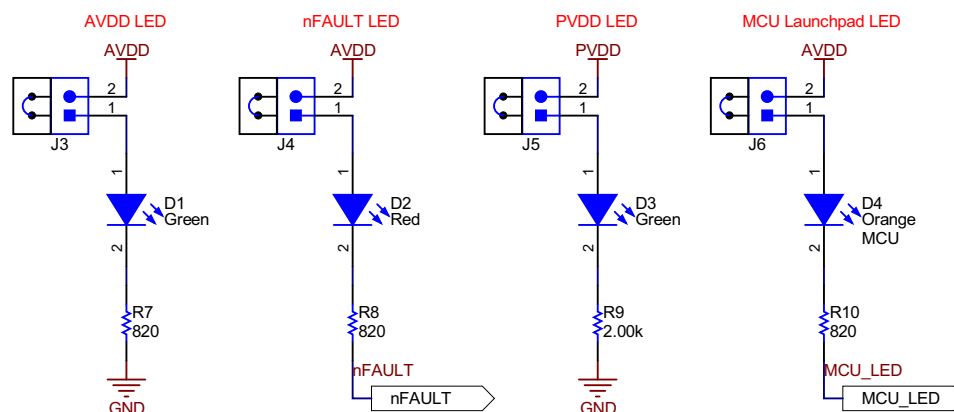 AVDD LED
AVDD
2
1
J3
1
D1
Green
2
R7
820
GND
nFAULT LED
AVDD
2
1
J4
1
D2
Red
2
R8
820
nFAULT
nFAULT
PVDD LED
PVDD
2
1
J5
1
D3
Green
2
R9
2.00k
GND
MCU Launchpad LED
AVDD
2
1
J6
1
D4
Orange
MCU
2
R10
820
MCU_LED
MCU_LED